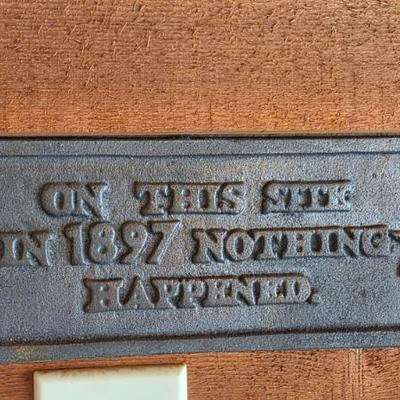 ON THIS SITE
IN 1897 NOTHING
HAPPENED.